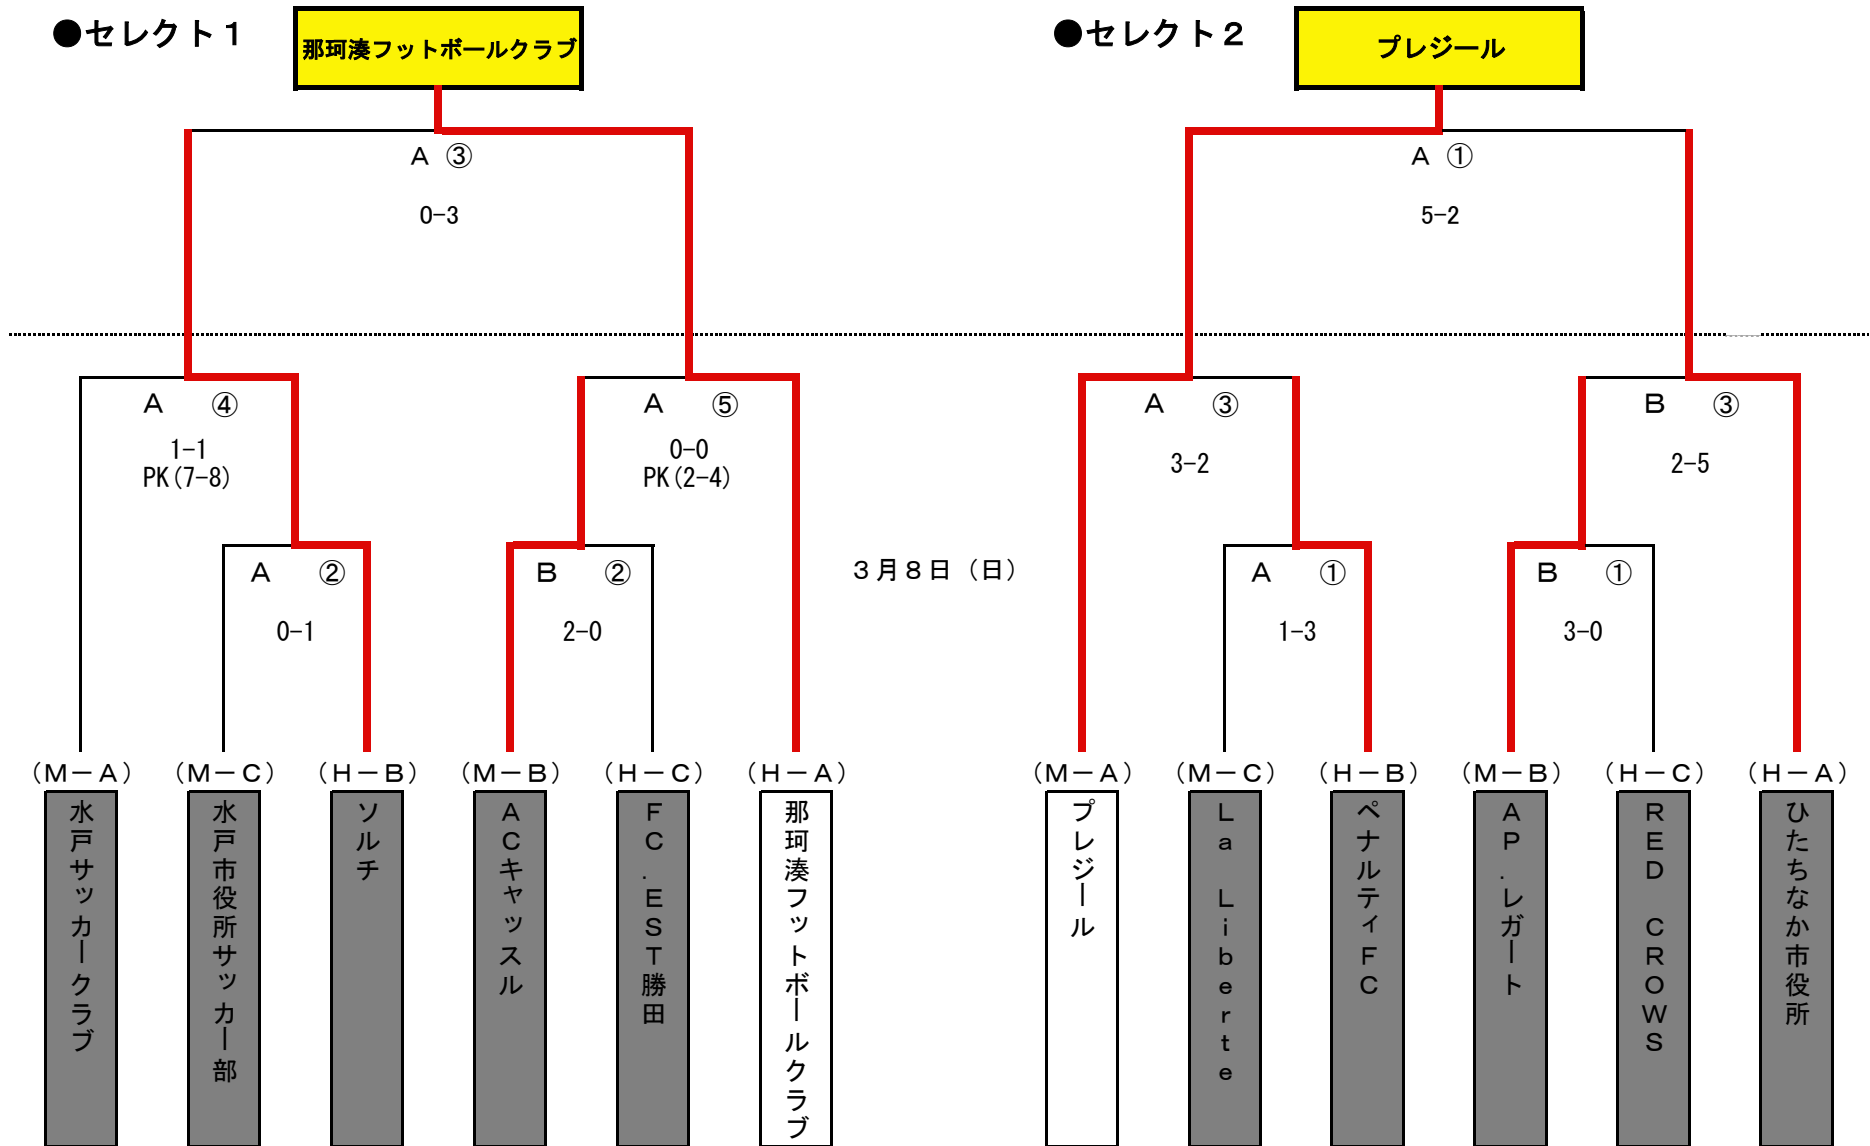 ●セレクト１
那珂湊フットボールクラブ
●セレクト２
プレジール
A ③
0-3
A ①
5-2
A ④
1-1
PK(7-8)
A ⑤
0-0
PK(2-4)
A ③
3-2
B ③
2-5
A ②
0-1
B ②
2-0
３月８日（日）
A ①
1-3
B ①
3-0
（M－A）
（M－C）
（H－B）
（M－B）
（H－C）
（H－A）
（M－A）
（M－C）
（H－B）
（M－B）
（H－C）
（H－A）
水戸サッカークラブ
水戸市役所サッカー部
ソルチ
ACキャッスル
FC.EST勝田
那珂湊フットボールクラブ
プレジール
La Liberte
ペナルティFC
AP.レガート
RED CROWS
ひたちなか市役所